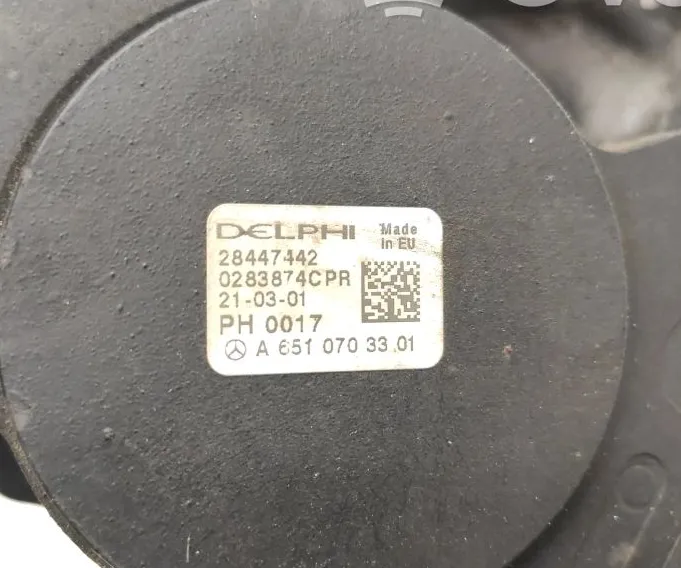 DELPHI Made in EU
28447442
0283874CPR
21-03-01
PH 0017
A 651 070 33 01